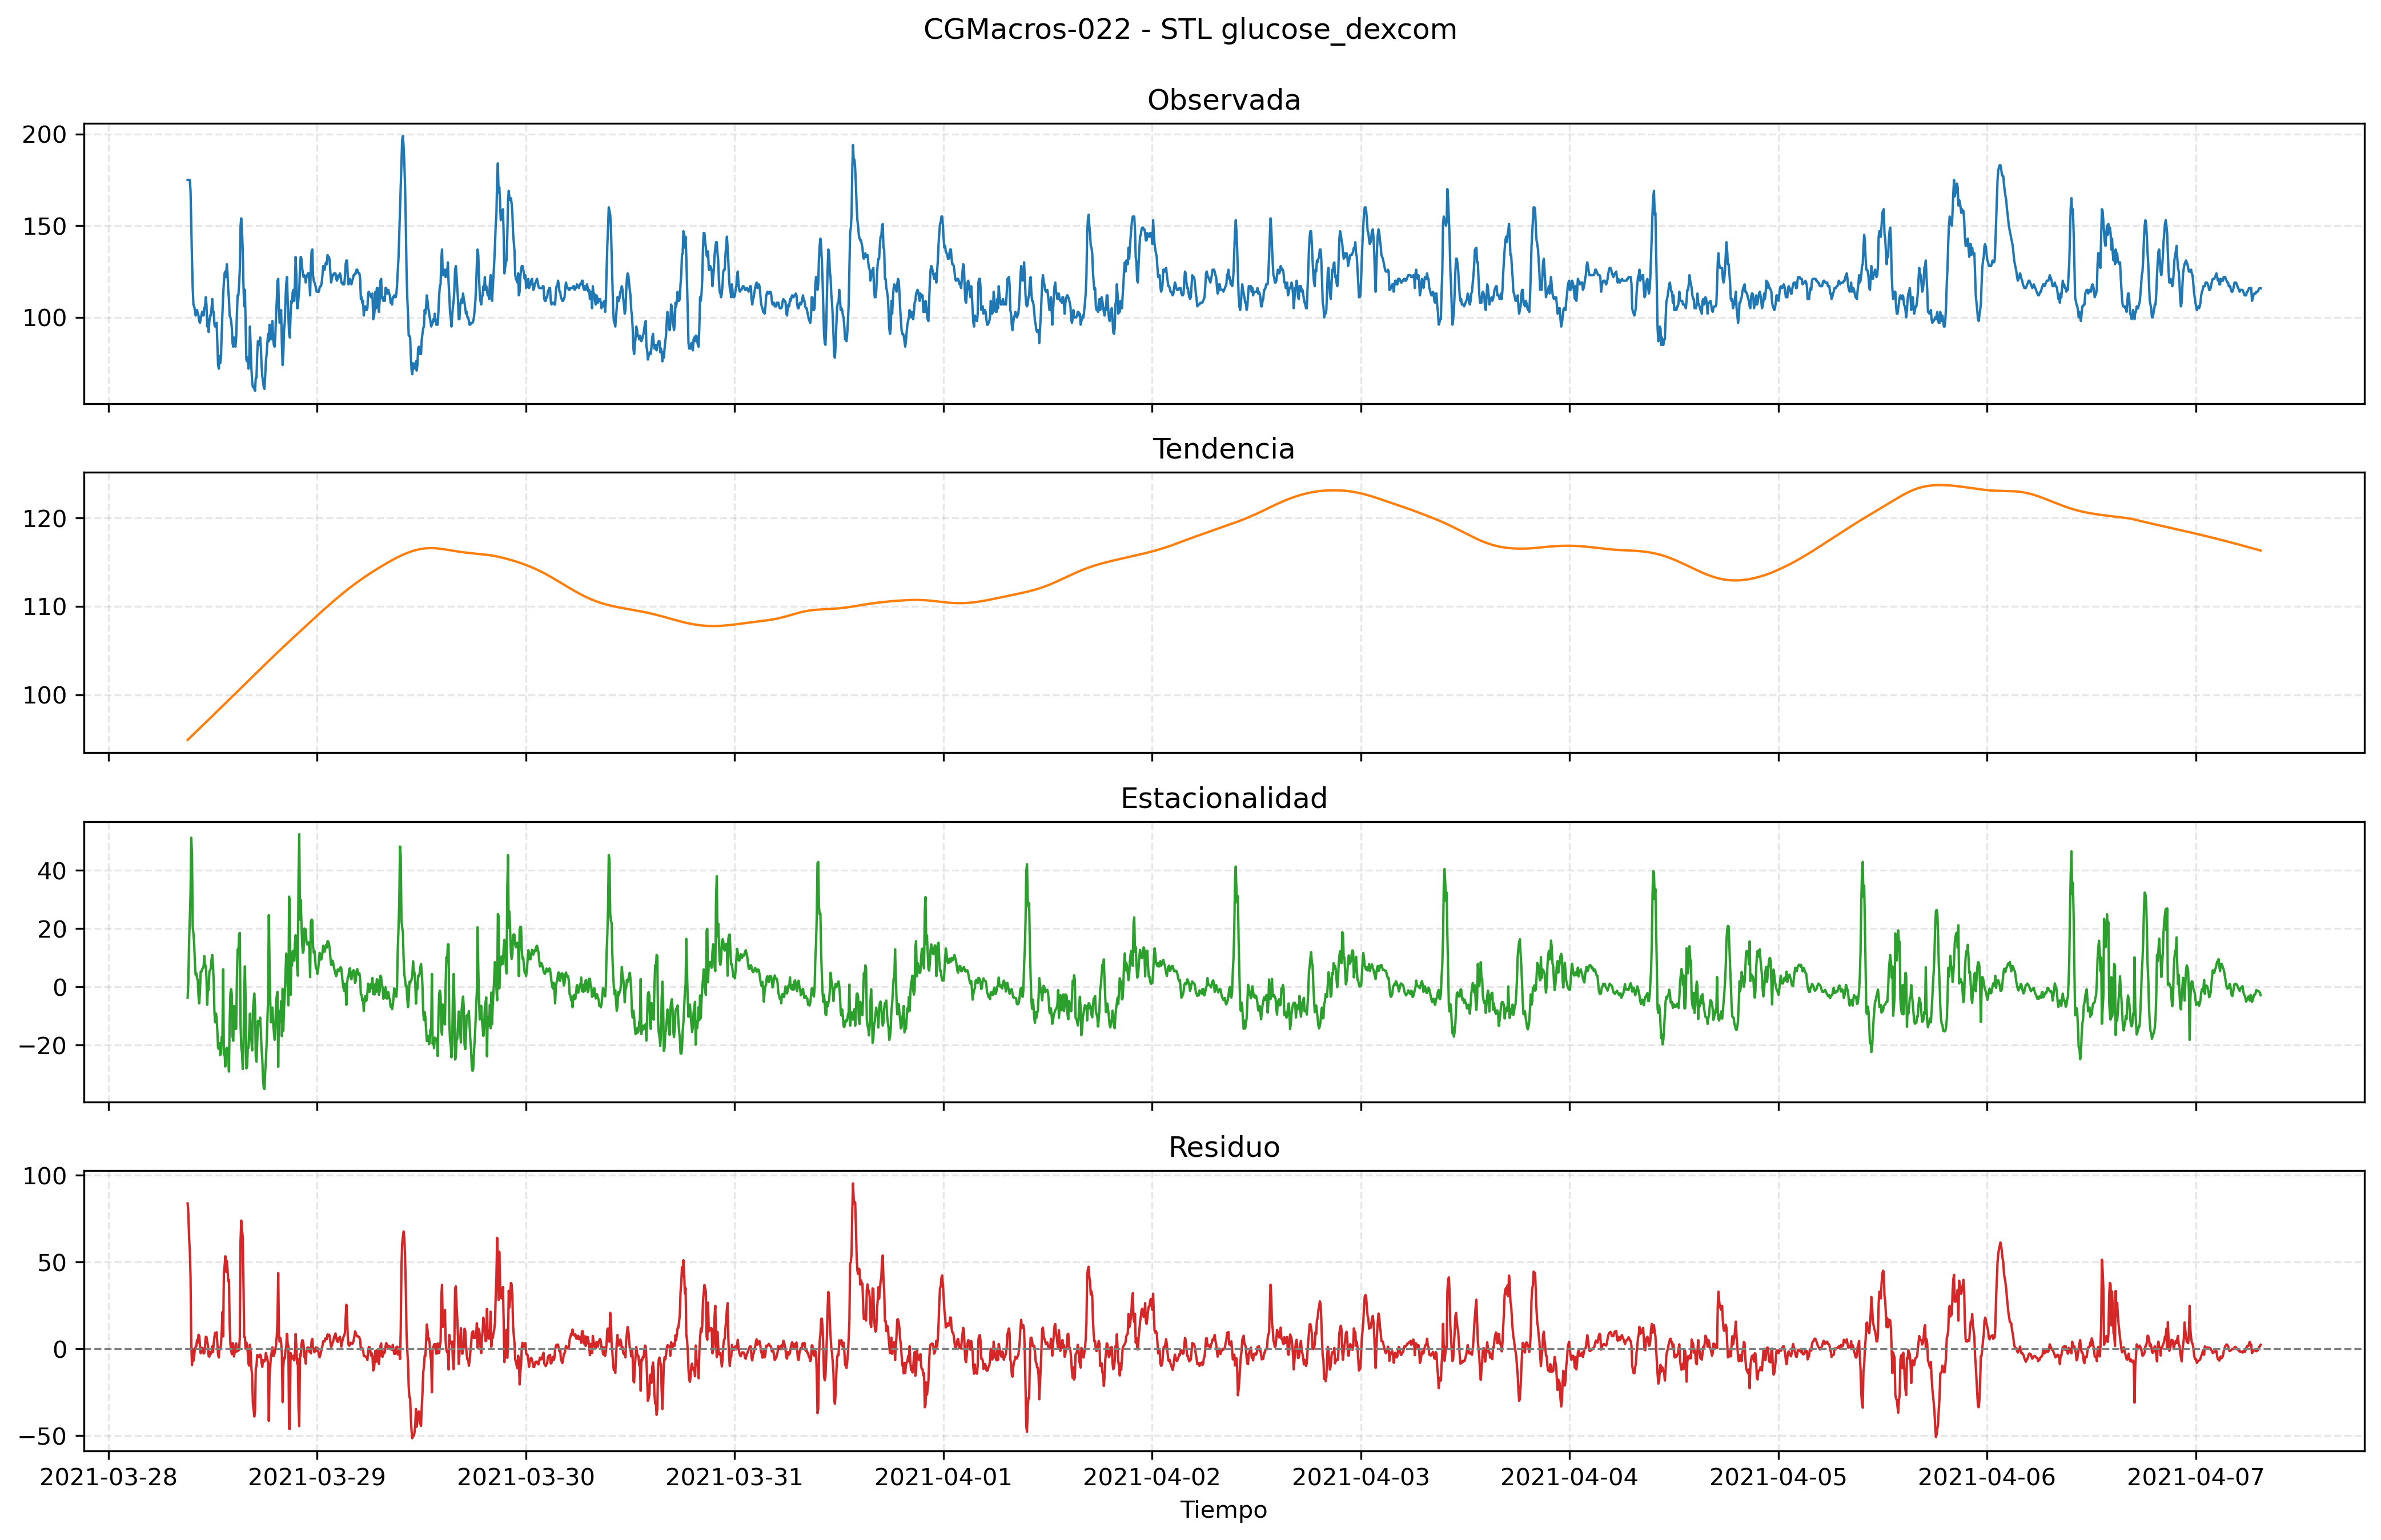 CGMacros-022 - STL glucose_dexcom
Observada
200
150
100
Tendencia
120
110
100
Estacionalidad
40
20
0
−20
Residuo
100
50
0
−50
2021-03-28 2021-03-29 2021-03-30 2021-03-31 2021-04-01 2021-04-02 2021-04-03 2021-04-04 2021-04-05 2021-04-06 2021-04-07
Tiempo